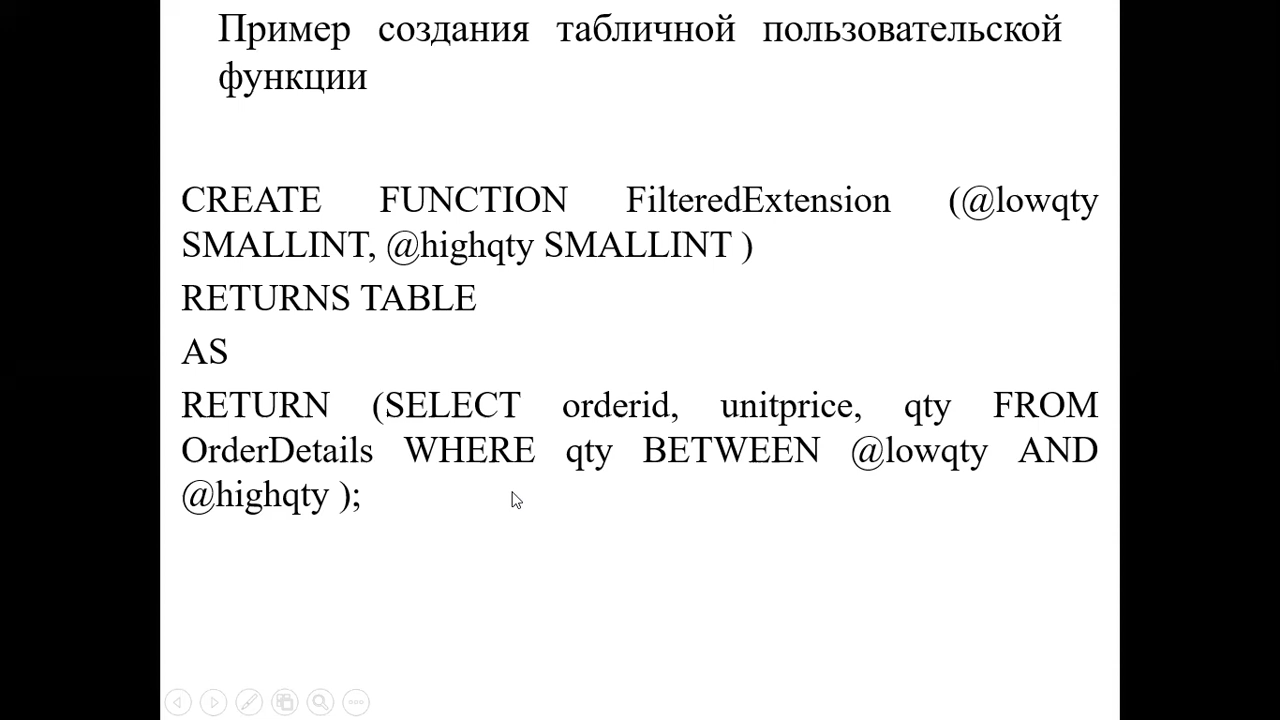 Пример создания табличной пользовательской
функции
CREATE FUNCTION FilteredExtension (@lowqty
SMALLINT, @highqty SMALLINT )
RETURNS TABLE
AS
RETURN (SELECT orderid, unitprice, qty FROM
OrderDetails WHERE qty BETWEEN @lowqty AND
@highqty );